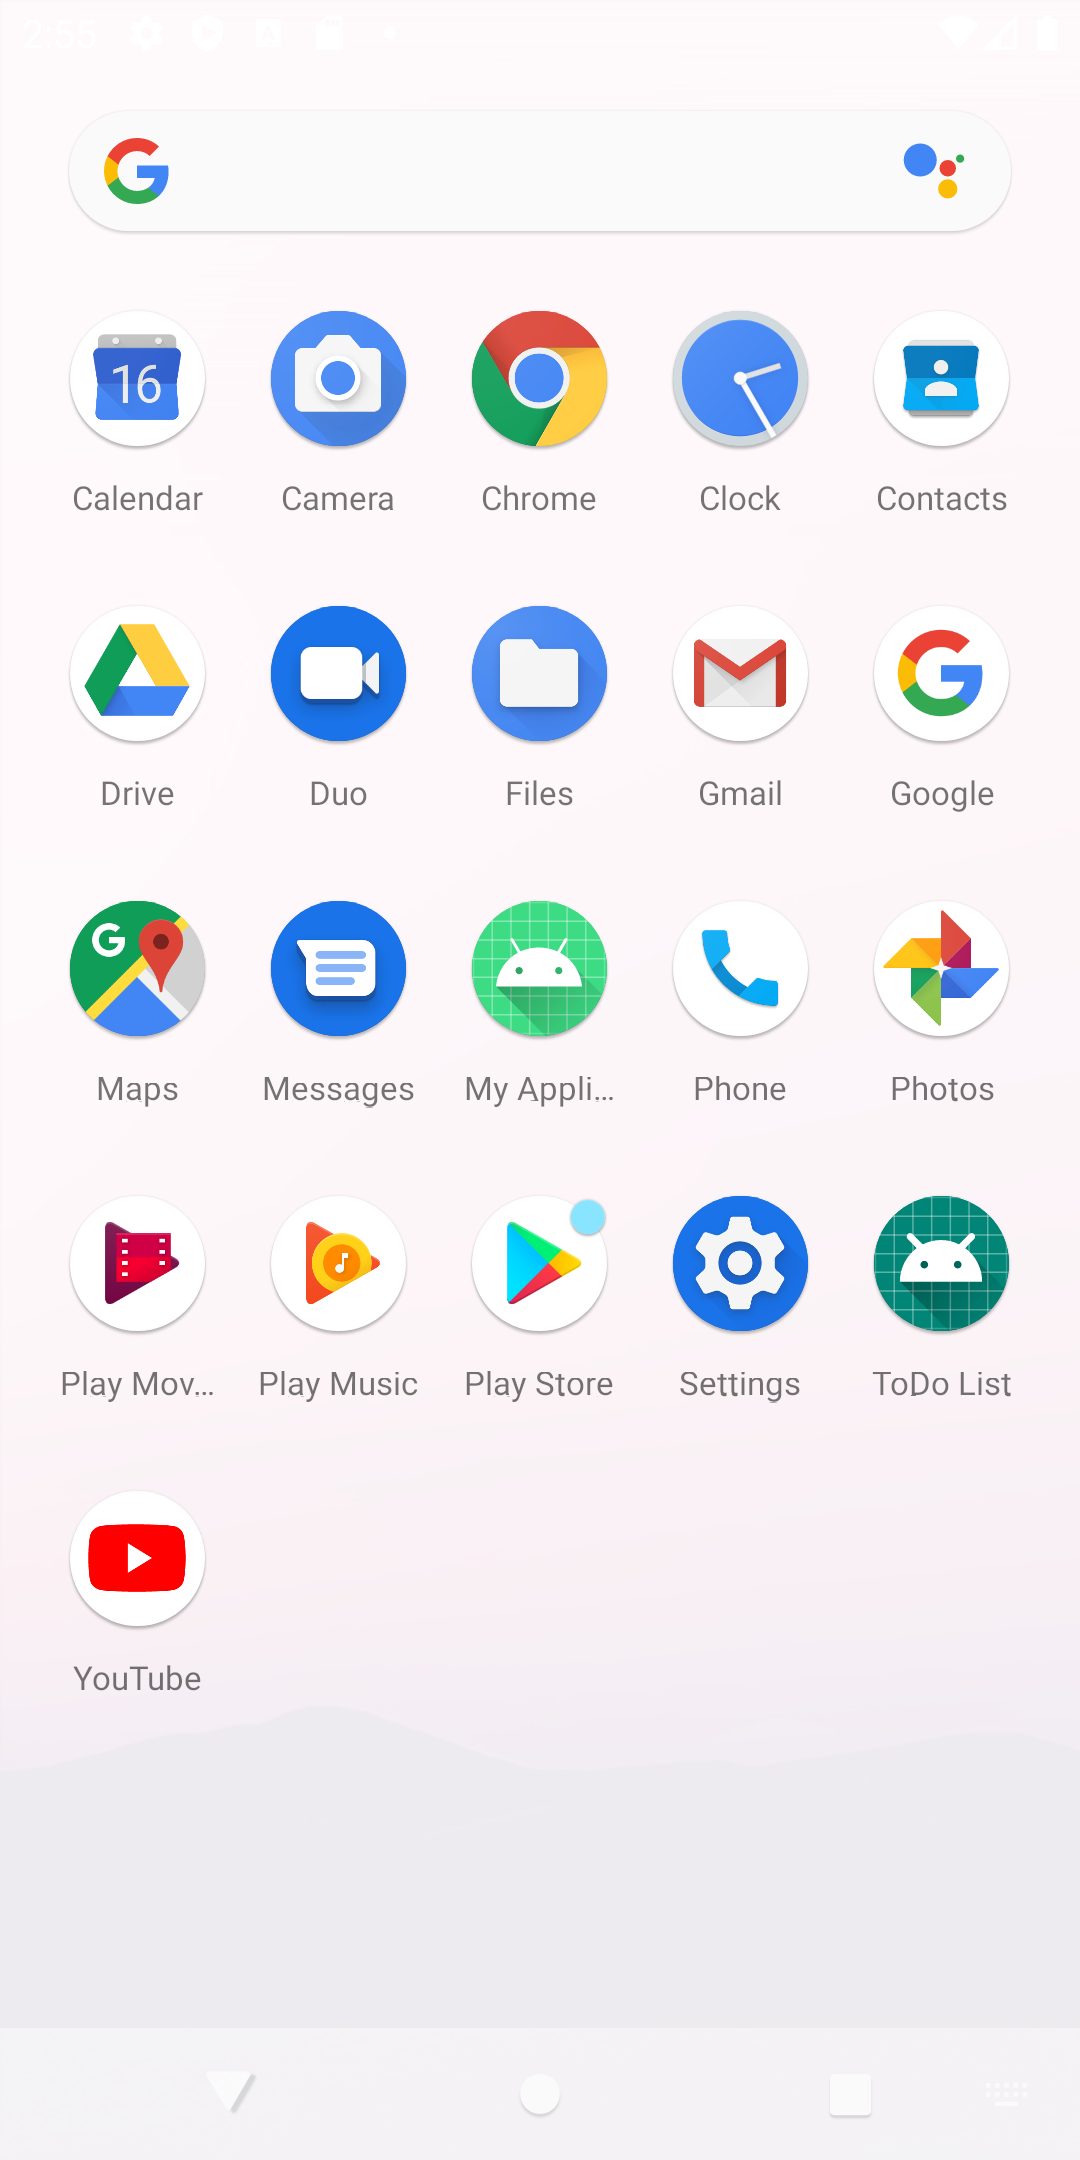 2:55
16
Calendar Camera Chrome Clock Contacts
Drive Duo Files Gmail Google
Maps Messages My Appli... Phone Photos
Play Mov... Play Music Play Store Settings ToDo List
YouTube